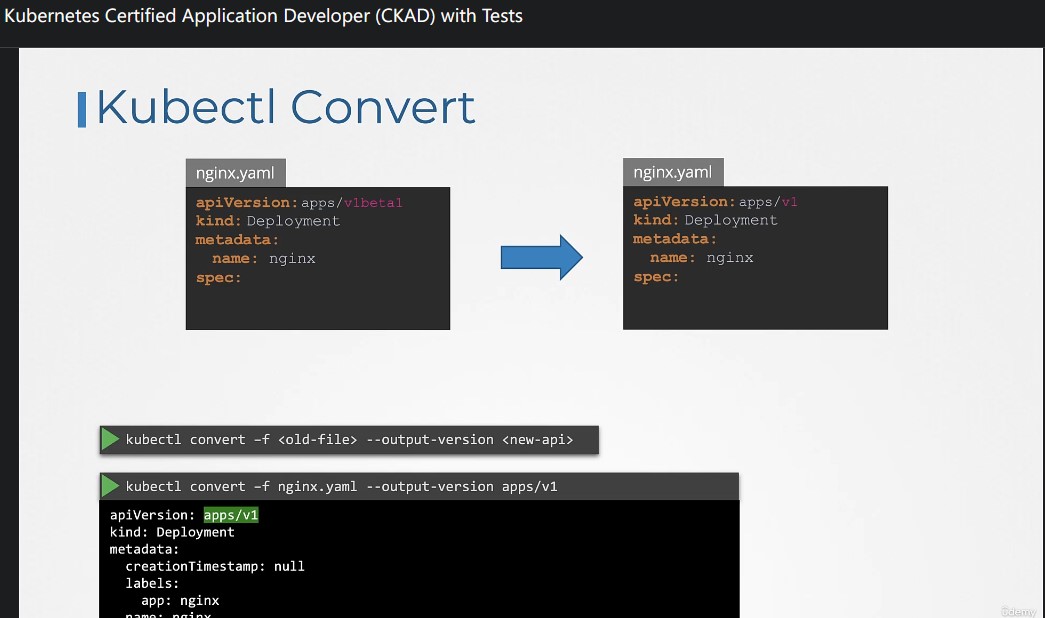 Kubernetes Certified Application Developer (CKAD) with Tests
Kubectl Convert
nginx.yaml
apiVersion: apps/v1beta1
kind: Deployment
metadata:
  name: nginx
spec:
nginx.yaml
apiVersion: apps/v1
kind: Deployment
metadata:
  name: nginx
spec:
kubectl convert –f <old-file> --output-version <new-api>
kubectl convert –f nginx.yaml --output-version apps/v1
apiVersion: apps/v1
kind: Deployment
metadata:
  creationTimestamp: null
  labels:
    app: nginx
  name: nginx
Udemy